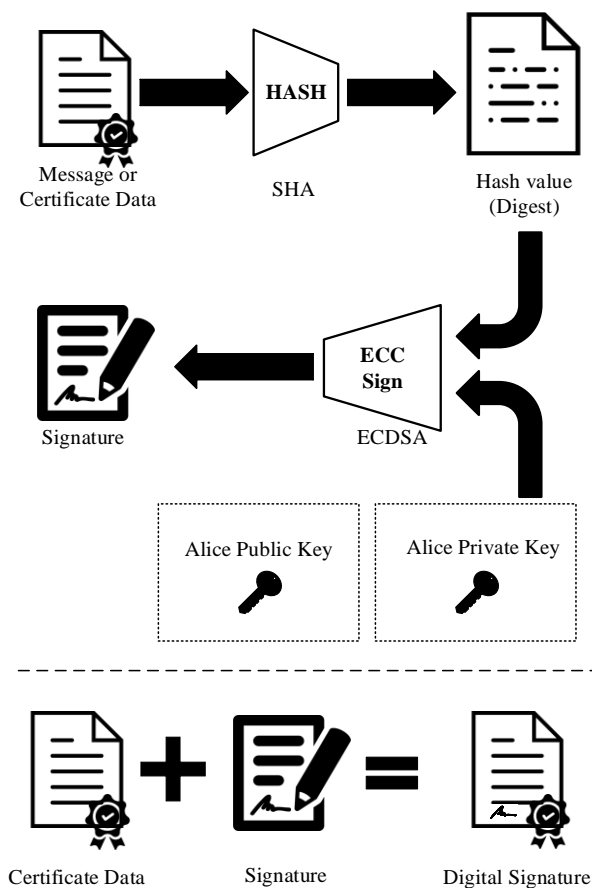 HASH
Message or
Certificate Data
SHA
Hash value
(Digest)
ECC
Sign
Signature
ECDSA
Alice Public Key
Alice Private Key
Certificate Data
Signature
Digital Signature